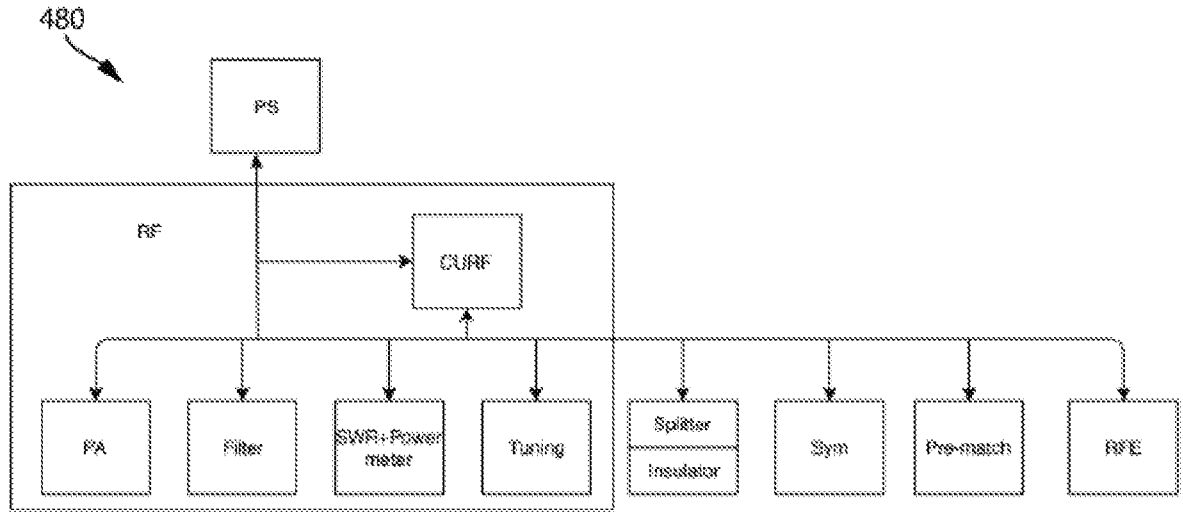 480
PS
RF
CURF
PA
Filter
SWR+Power
meter
Tuning
Splitter
Insulator
Sym
Pre-match
RFE